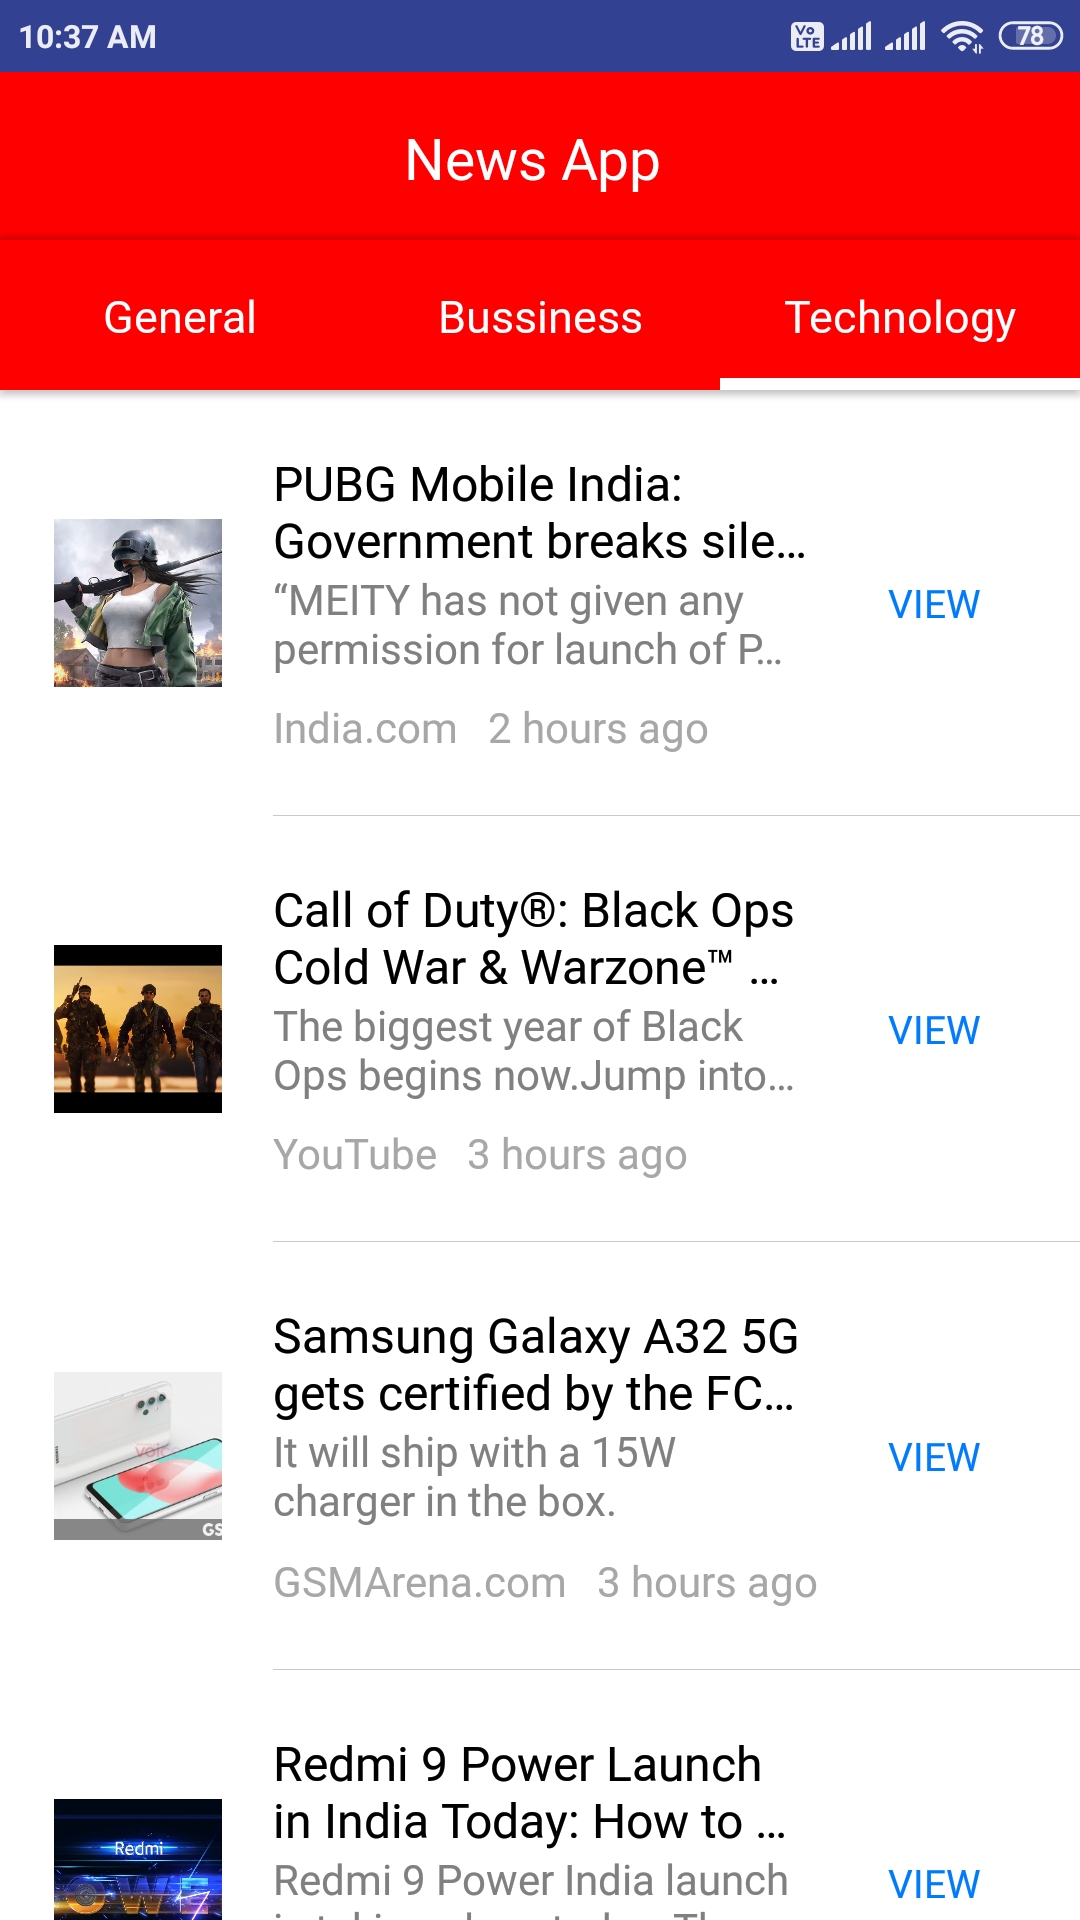 10:37 AM
Vo
LTE
78
News App
General
Bussiness
Technology
PUBG Mobile India:
Government breaks sile...
“MEITY has not given any
permission for launch of P...
VIEW
India.com 2 hours ago
Call of Duty®: Black Ops
Cold War & Warzone™ ...
The biggest year of Black
Ops begins now.Jump into...
VIEW
YouTube 3 hours ago
Samsung Galaxy A32 5G
gets certified by the FC...
It will ship with a 15W
charger in the box.
VIEW
GS
GSMArena.com 3 hours ago
Redmi 9 Power Launch
in India Today: How to ...
Redmi
Redmi 9 Power India launch
VIEW